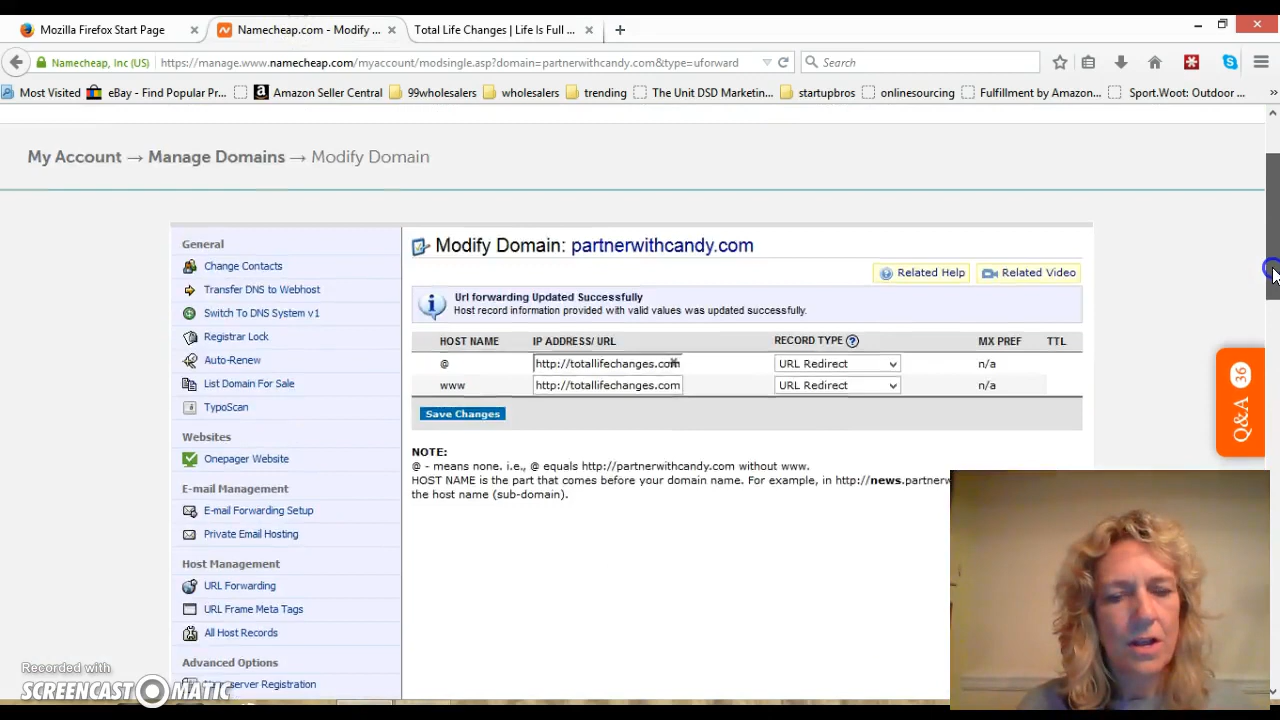 Mozilla Firefox Start Page
Namecheap.com - Modify ...
Total Life Changes | Life Is Full ...
Namecheap, Inc (US)
https://manage.www.namecheap.com/myaccount/modsingle.asp?domain=partnerwithcandy.com&type=uforward
Search
Most Visited
eBay - Find Popular Pr...
Amazon Seller Central
99wholesalers
wholesalers
trending
The Unit DSD Marketin...
startupbros
onlinesourcing
Fulfillment by Amazon...
Sport.Woot: Outdoor ...
My Account → Manage Domains → Modify Domain
General
Change Contacts
Transfer DNS to Webhost
Switch To DNS System v1
Registrar Lock
Auto-Renew
List Domain For Sale
TypoScan
Websites
Onepager Website
E-mail Management
E-mail Forwarding Setup
Private Email Hosting
Host Management
URL Forwarding
URL Frame Meta Tags
All Host Records
Advanced Options
server Registration
Modify Domain: partnerwithcandy.com
Related Help
Related Video
Url forwarding Updated Successfully
Host record information provided with valid values was updated successfully.
HOST NAME IP ADDRESS/ URL RECORD TYPE MX PREF TTL
@ http://totallifechanges.com URL Redirect n/a
www http://totallifechanges.com URL Redirect n/a
Save Changes
NOTE:
@ - means none. i.e., @ equals http://partnerwithcandy.com without www.
HOST NAME is the part that comes before your domain name. For example, in http://news.partnerw
the host name (sub-domain).
Q&A 36
Recorded with
SCREENCAST MATIC